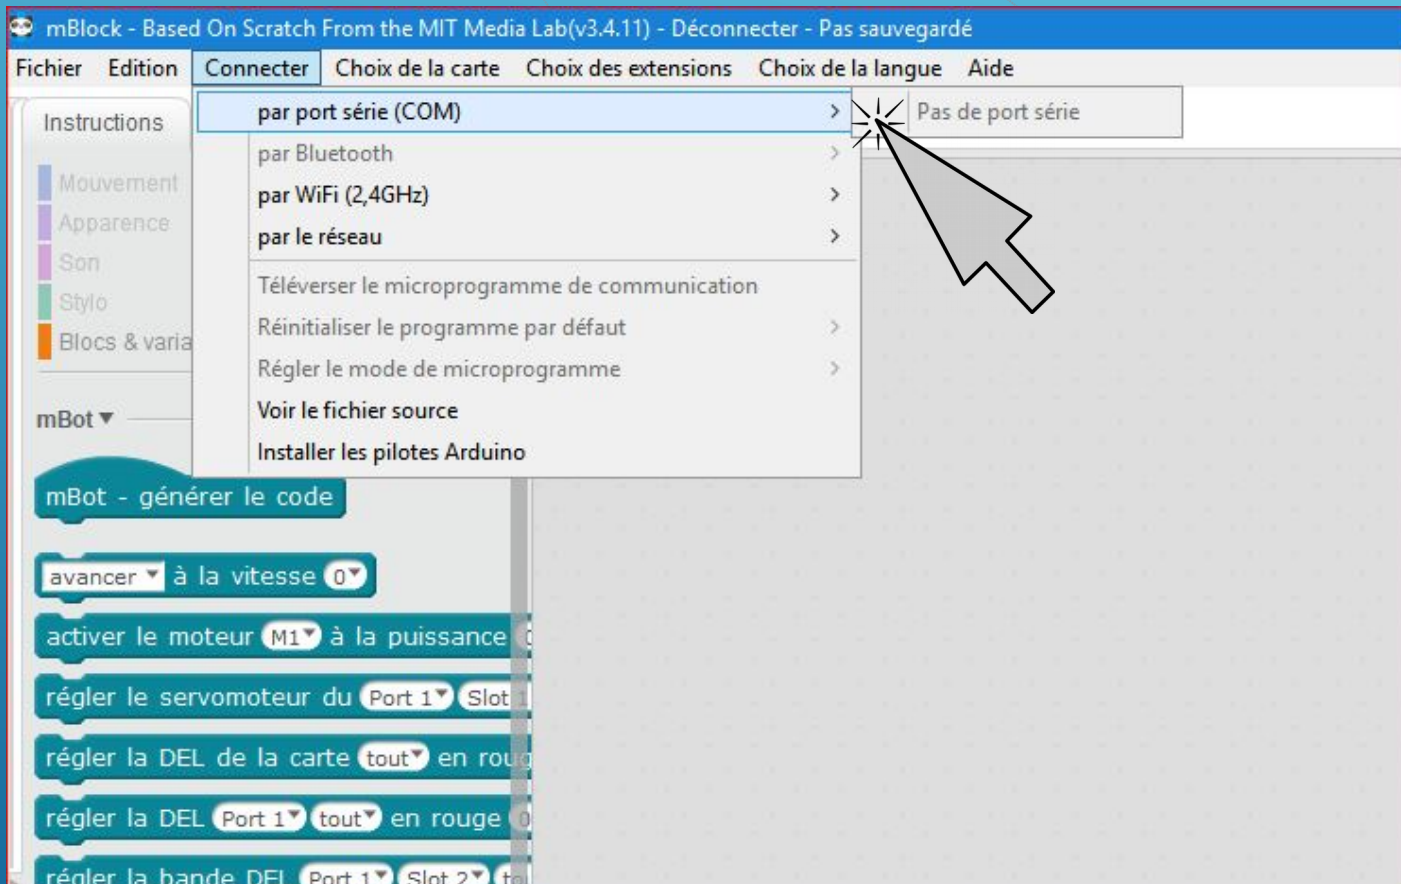 mBlock - Based On Scratch From the MIT Media Lab(v3.4.11) - Déconnecter - Pas sauvegardé
Fichier Edition Connecter Choix de la carte Choix des extensions Choix de la langue Aide
Instructions
par port série (COM)
Pas de port série
par Bluetooth
par WiFi (2,4GHz)
par le réseau
Téléverser le microprogramme de communication
Réinitialiser le programme par défaut
Régler le mode de microprogramme
Voir le fichier source
Installer les pilotes Arduino
Mouvement
Apparence
Son
Stylo
Blocs & varia
mBot
mBot - générer le code
avancer à la vitesse 0
activer le moteur M1 à la puissance
régler le servomoteur du Port 1 Slot 1
régler la DEL de la carte tout en roug
régler la DEL Port 1 tout en rouge 0
régler la bande DEL Port 1 Slot 2 to